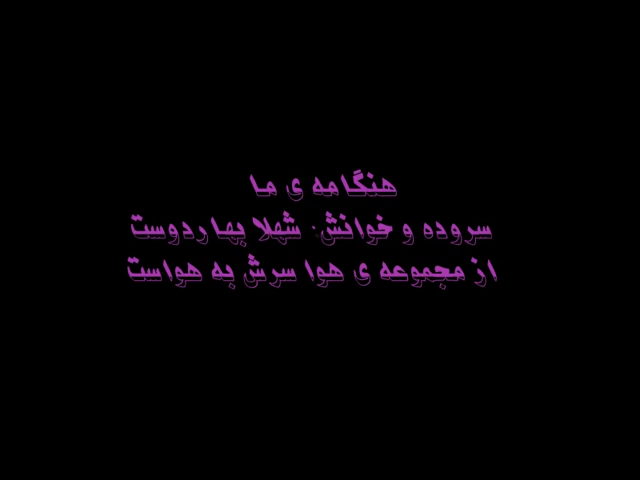 هنگامه ی ما
سروده و خوانش: شهلا بهاردوست
از مجموعه ی هوا سرش به هواست